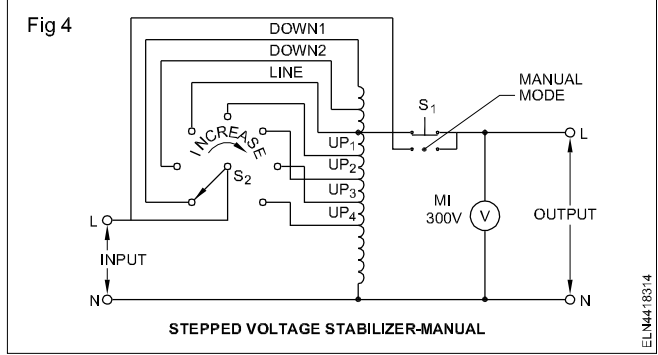 Fig 4
DOWN1
DOWN2
LINE
MANUAL
MODE
S1
INCREASE
UP1
UP2
S2
UP3
UP4
MI
300V
V
L
L
OUTPUT
INPUT
N
N
STEPPED VOLTAGE STABILIZER-MANUAL
ELN4418314